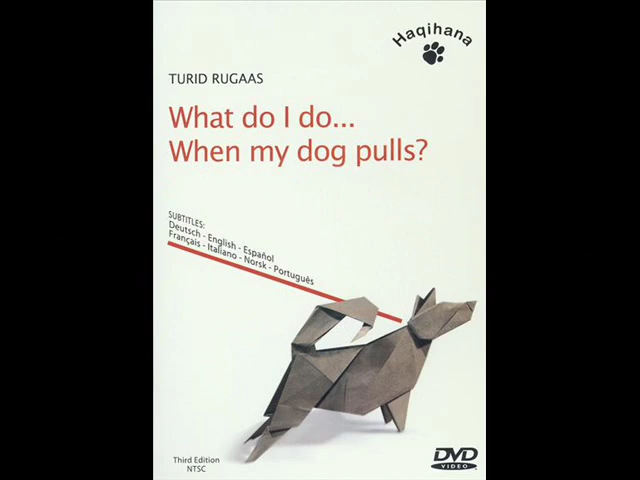 Haqihana
TURID RUGAAS
What do I do...
When my dog pulls?
SUBTITLES:
Deutsch - English - Español
Français - Italiano - Norsk - Português
Third Edition
NTSC
DVD
VIDEO